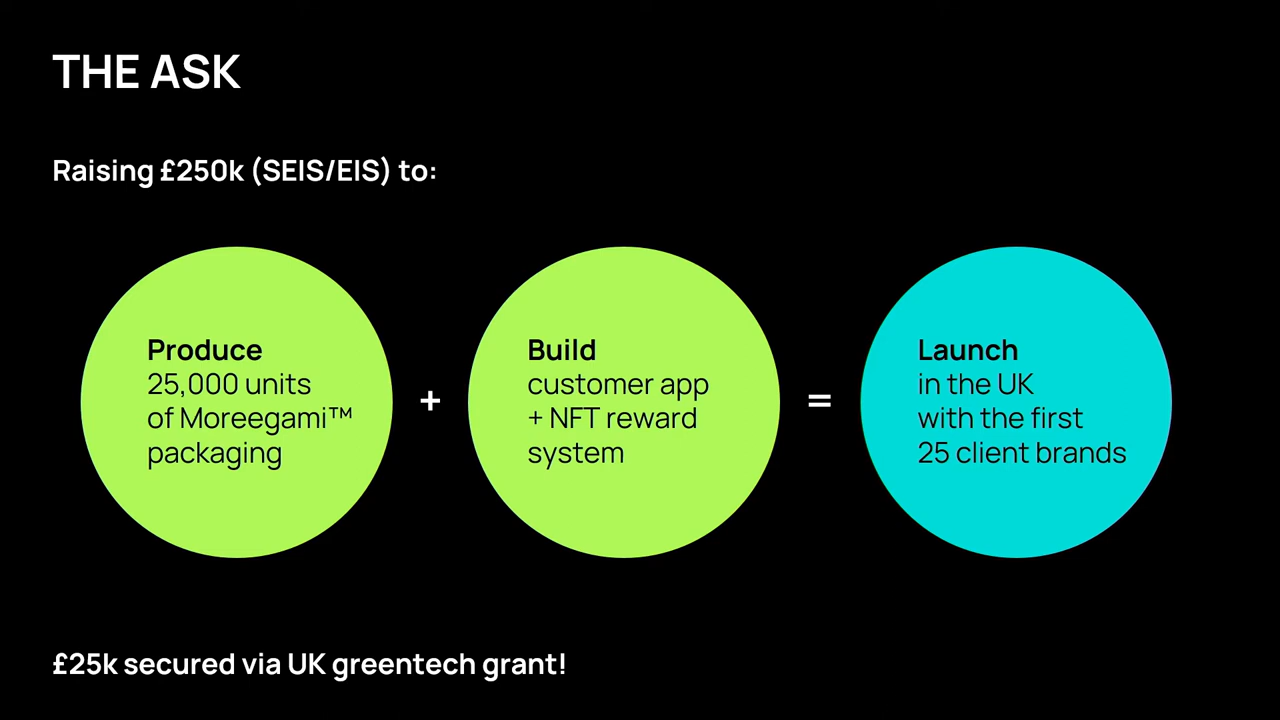 THE ASK
Raising £250k (SEIS/EIS) to:
Produce
25,000 units
of Moreegami™
packaging
+
Build
customer app
+ NFT reward
system
=
Launch
in the UK
with the first
25 client brands
£25k secured via UK greentech grant!